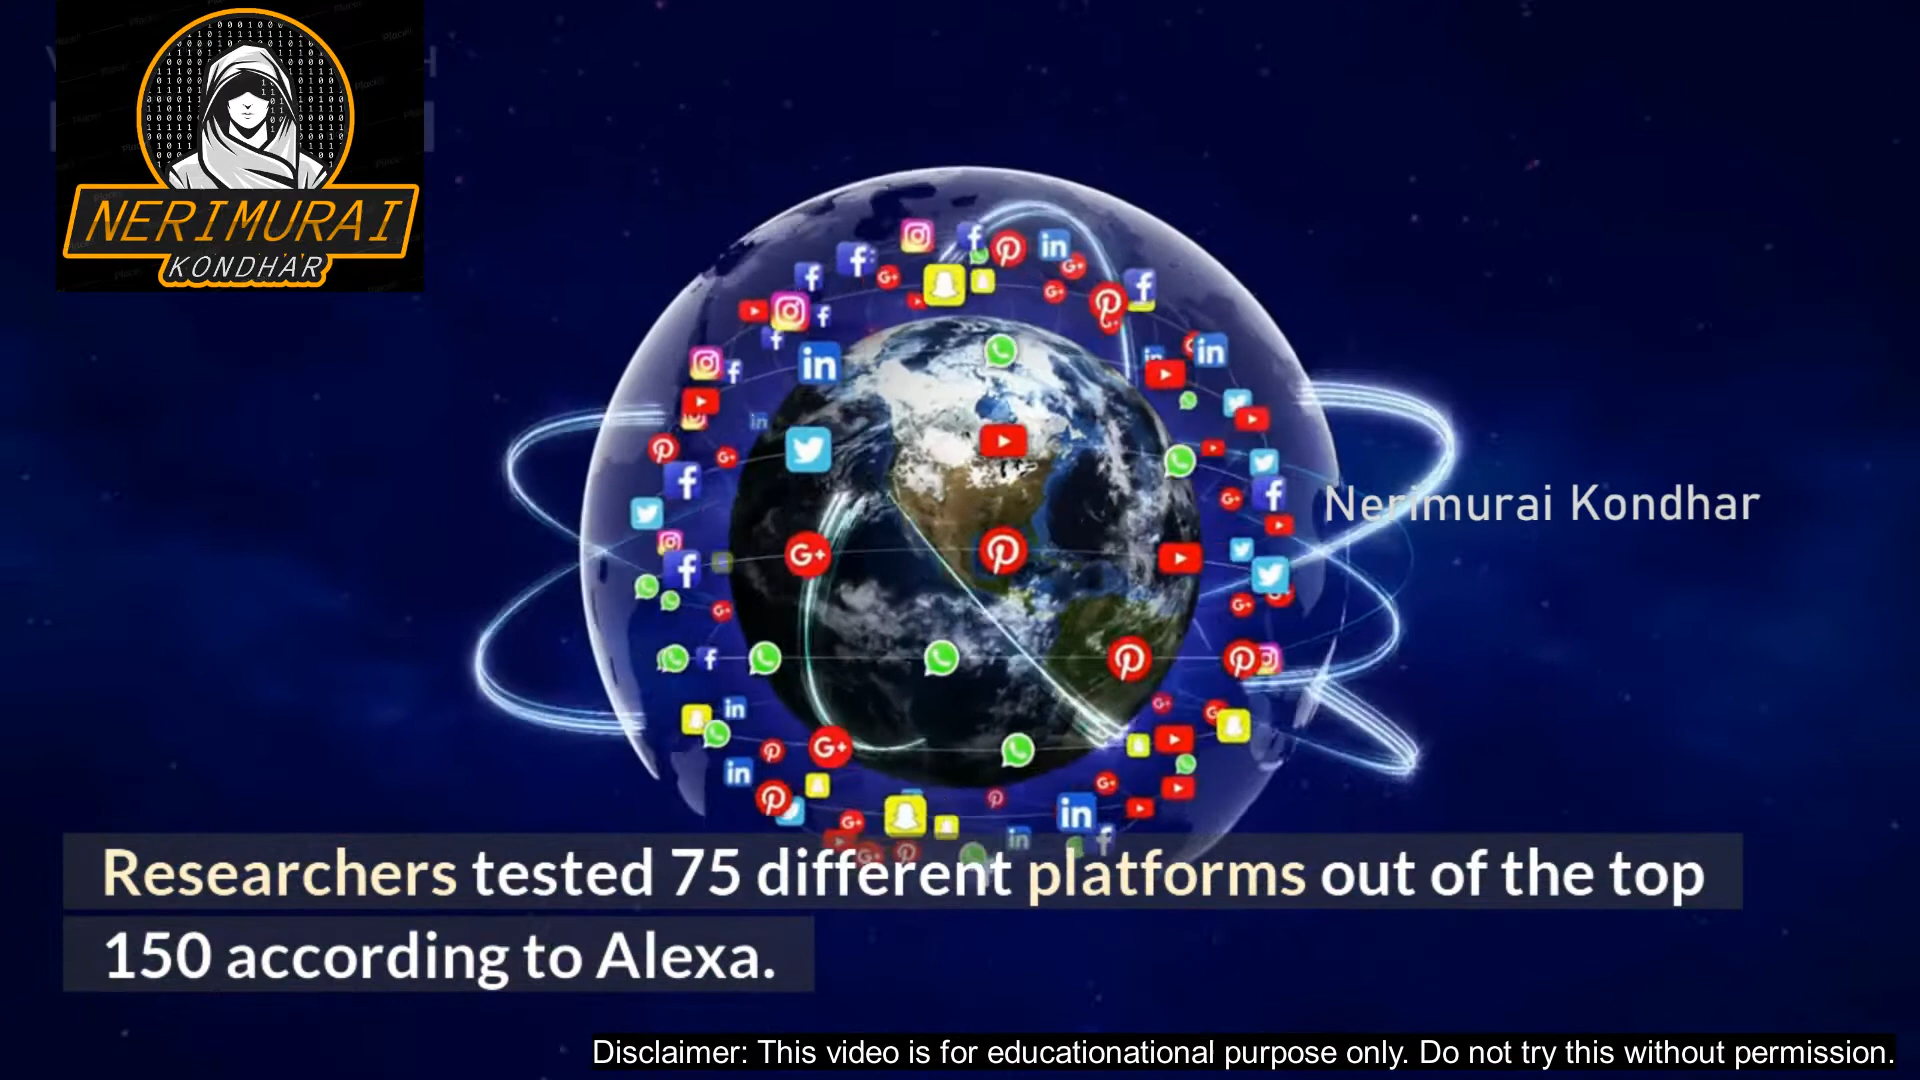 NERIMURAI
KONDHAR
Nerimurai Kondhar
Researchers tested 75 different platforms out of the top
150 according to Alexa.
Disclaimer: This video is for educationational purpose only. Do not try this without permission.